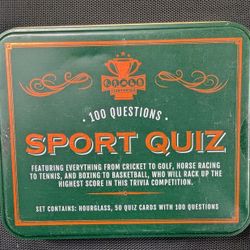 · 100 QUESTIONS ·
SPORT QUIZ
FEATURING EVERYTHING FROM CRICKET TO GOLF, HORSE RACING
TO TENNIS, AND BOXING TO BASKETBALL, WHO WILL RACK UP THE
HIGHEST SCORE IN THIS TRIVIA COMPETITION.
SET CONTAINS: HOURGLASS, 50 QUIZ CARDS WITH 100 QUESTIONS